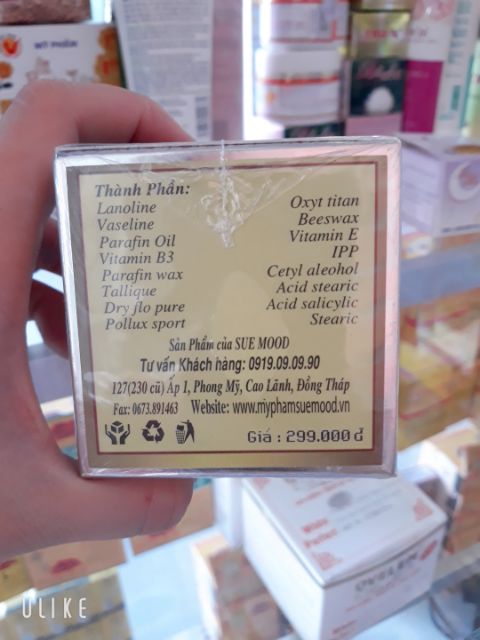 Thành Phần:
Lanoline
Vaseline
Parafin Oil
Vitamin B3
Parafin wax
Tallique
Dry flo pure
Pollux sport
Oxyt titan
Beeswax
Vitamin E
IPP
Cetyl aleohol
Acid stearic
Acid salicylic
Stearic
Sản Phẩm của SUE MOOD
Tư vấn Khách hàng: 0919.09.09.90
127(230 cũ) Ấp 1, Phong Mỹ, Cao Lãnh, Đồng Tháp
Fax: 0673.891463 Website: www.myphamsuemood.vn
Giá : 299.000 đ
ULIKE